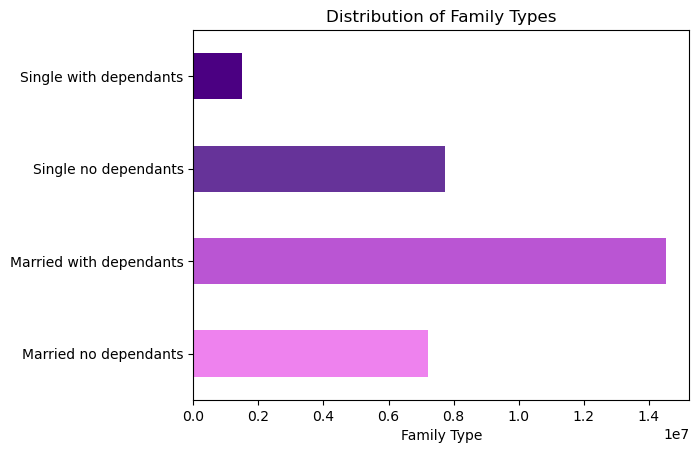 Distribution of Family Types
Single with dependants
Single no dependants
Married with dependants
Married no dependants
0.0 0.2 0.4 0.6 0.8 1.0 1.2 1.4
1e7
Family Type